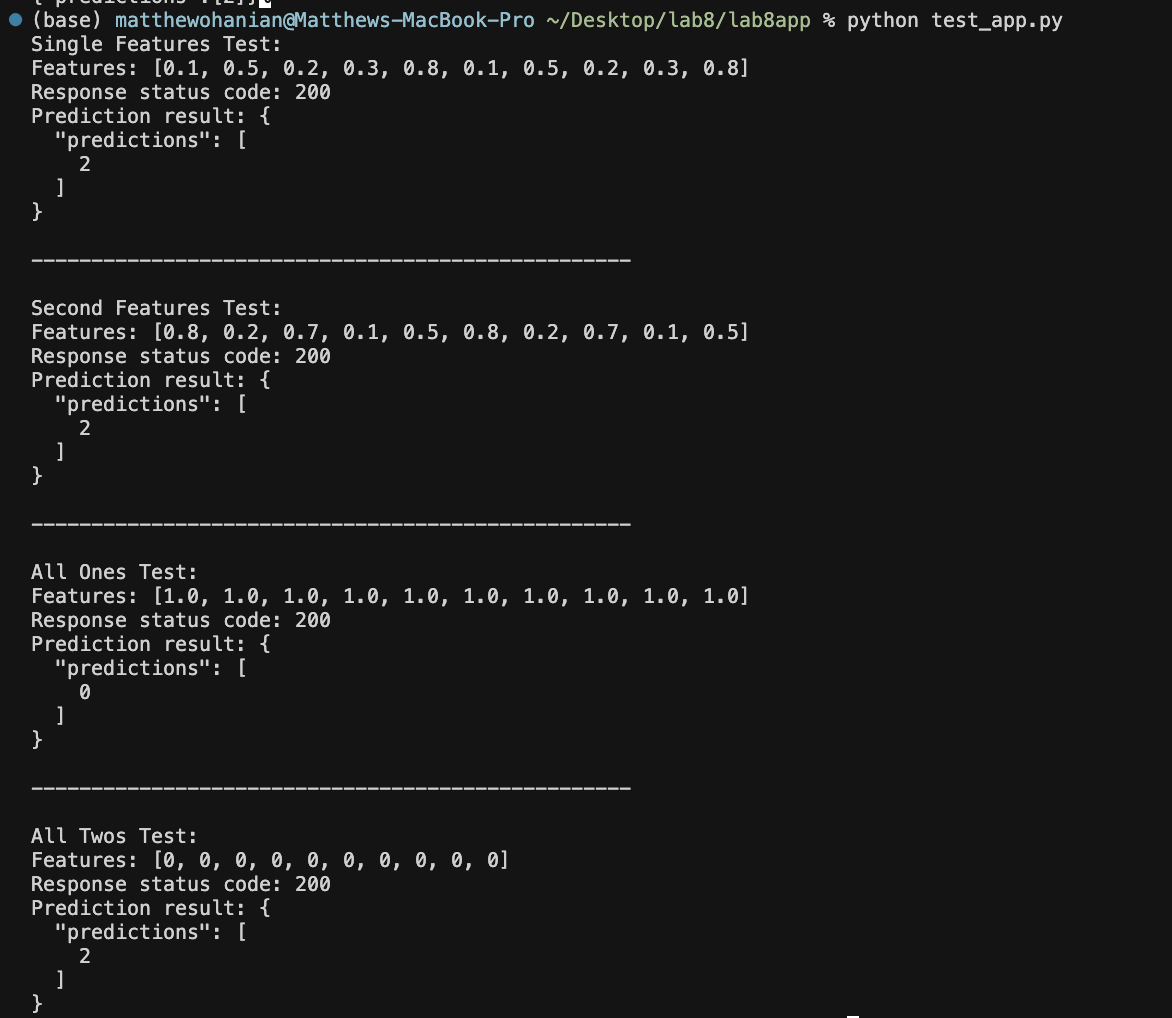 (base) matthewohanian@Matthews-MacBook-Pro ~/Desktop/lab8/lab8app % python test_app.py
Single Features Test:
Features: [0.1, 0.5, 0.2, 0.3, 0.8, 0.1, 0.5, 0.2, 0.3, 0.8]
Response status code: 200
Prediction result: {
  "predictions": [
    2
  ]
}
--------------------------------------------------
Second Features Test:
Features: [0.8, 0.2, 0.7, 0.1, 0.5, 0.8, 0.2, 0.7, 0.1, 0.5]
Response status code: 200
Prediction result: {
  "predictions": [
    2
  ]
}
--------------------------------------------------
All Ones Test:
Features: [1.0, 1.0, 1.0, 1.0, 1.0, 1.0, 1.0, 1.0, 1.0, 1.0]
Response status code: 200
Prediction result: {
  "predictions": [
    0
  ]
}
--------------------------------------------------
All Twos Test:
Features: [0, 0, 0, 0, 0, 0, 0, 0, 0, 0]
Response status code: 200
Prediction result: {
  "predictions": [
    2
  ]
}